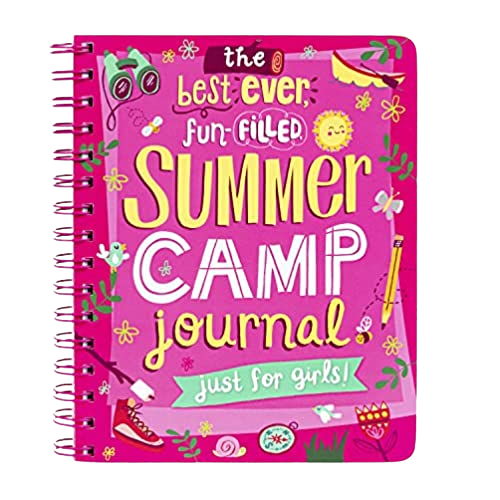 the
best ever,
fun-FILLED
SUMMER
CAMP
journal
just for girls!